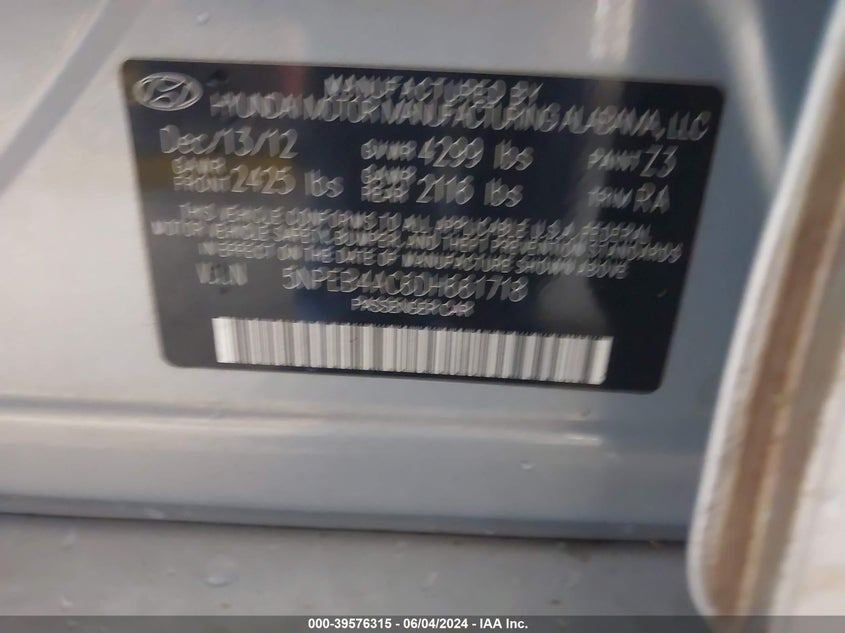 MANUFACTURED BY
HYUNDAI MOTOR MANUFACTURING ALABAMA, LLC
Dec/13/12 GVWR 4299 lbs PAINT Z3
GAWR FRONT 2425 lbs GAWR REAR 2116 lbs TRIM RA
THIS VEHICLE CONFORMS TO ALL APPLICABLE U.S.A. FEDERAL
MOTOR VEHICLE SAFETY, BUMPER, AND THEFT PREVENTION STANDARDS
IN EFFECT ON THE DATE OF MANUFACTURE SHOWN ABOVE.
V.I.N 5NPEB4AC6DH661718
PASSENGER CAR
000-39576315 - 06/04/2024 - IAA Inc.